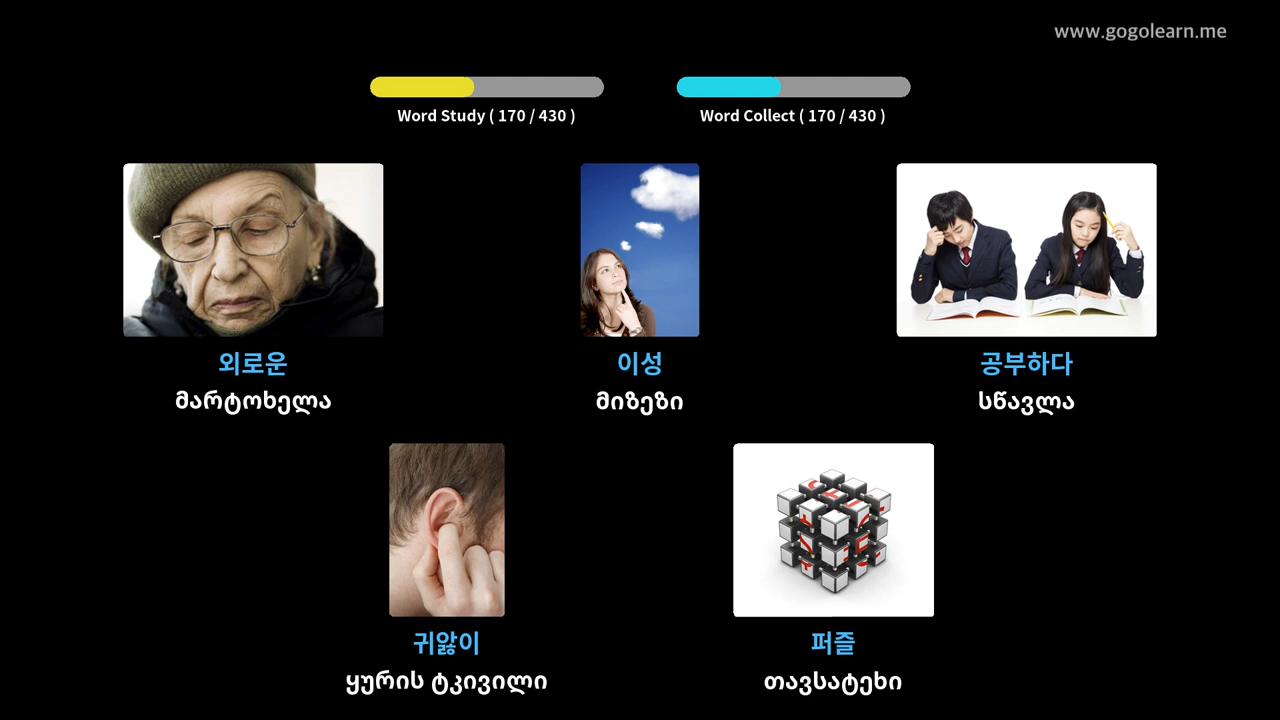 www.gogolearn.me
Word Study ( 170 / 430 )
Word Collect ( 170 / 430 )
외로운
მარტოხელა
이성
მიზეზი
공부하다
სწავლა
귀앓이
ყურის ტკივილი
퍼즐
თავსატეხი